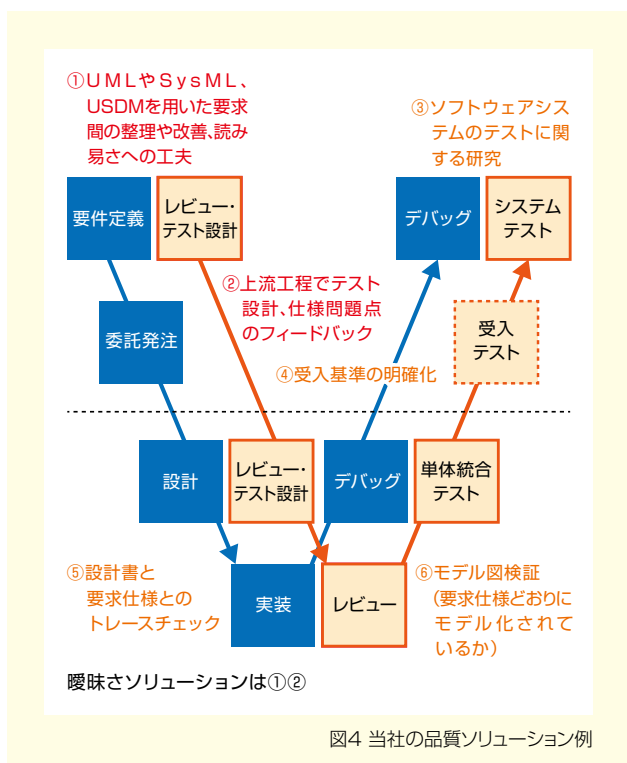 ①UMLやSysML、
USDMを用いた要求
間の整理や改善、読み
易さへの工夫
③ソフトウェアシス
テムのテストに関
する研究
要件定義
レビュー・
テスト設計
デバッグ
システム
テスト
②上流工程でテスト
設計、仕様問題点
のフィードバック
委託発注
受入
テスト
④受入基準の明確化
設計
レビュー・
テスト設計
デバッグ
単体統合
テスト
⑤設計書と
要求仕様との
トレースチェック
実装
レビュー
⑥モデル図検証
(要求仕様どおりに
モデル化されて
いるか)
曖昧さソリューションは①②
図4 当社の品質ソリューション例